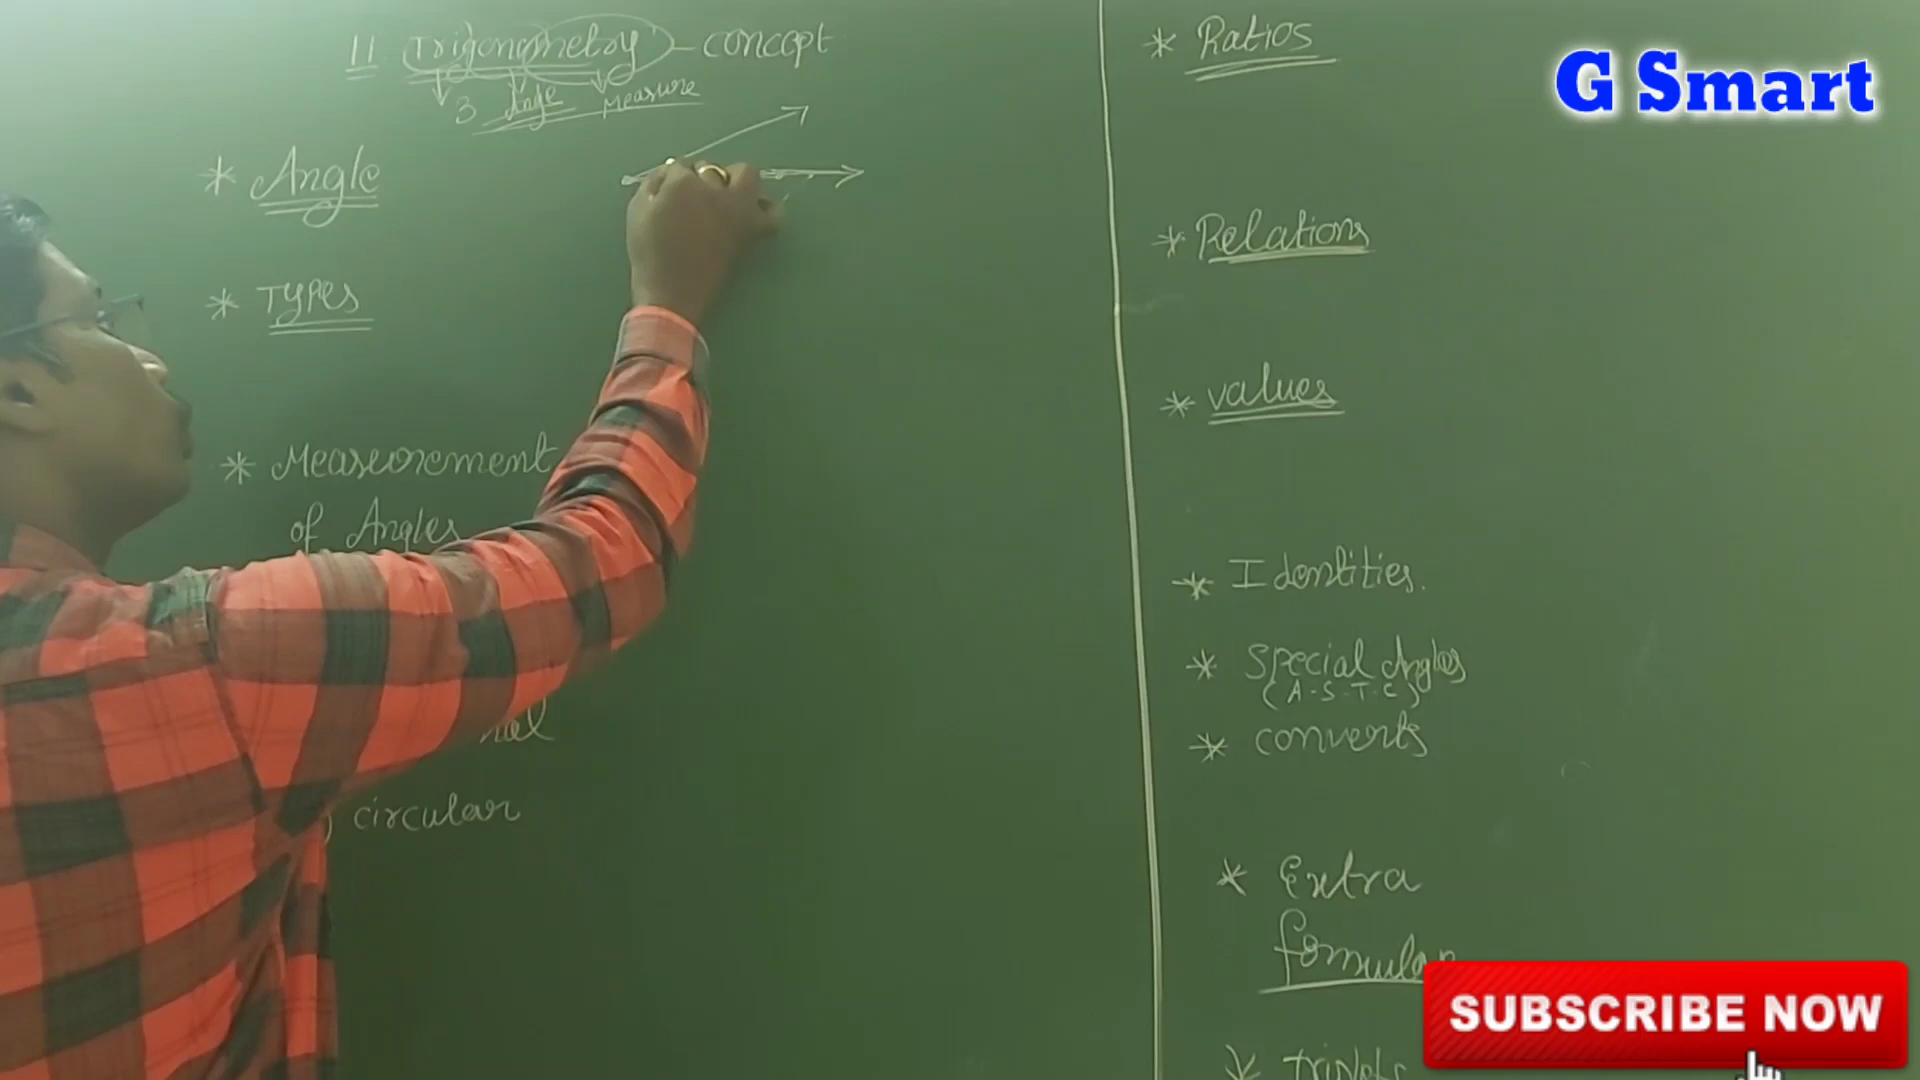 11 Trigonometry - concept
3 Angle Measure
* Angle
* Types
* Measurement
of Angles
circular
* Ratios
* Relations
* values
* Identities.
* Special Angles
(A-S-T-C)
* converts
* Extra
* Triplets
G Smart
SUBSCRIBE NOW